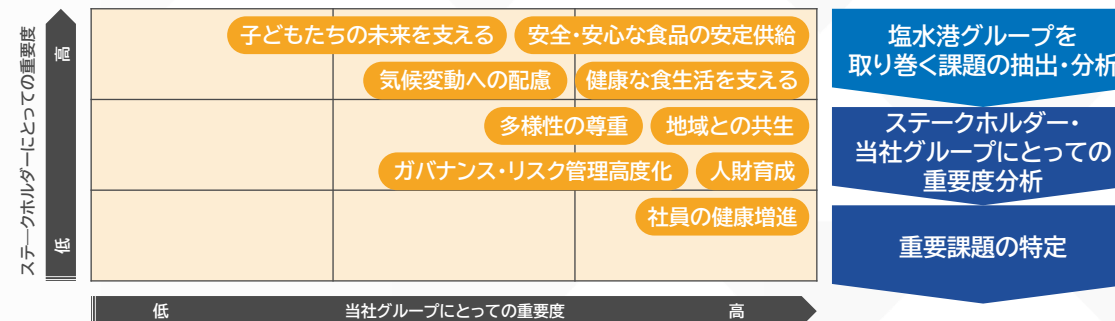 ステークホルダーにとっての重要度
高
低
子どもたちの未来を支える
安全・安心な食品の安定供給
気候変動への配慮
健康な食生活を支える
多様性の尊重
地域との共生
ガバナンス・リスク管理高度化
人財育成
社員の健康増進
低
当社グループにとっての重要度
高
塩水港グループを
取り巻く課題の抽出・分析
ステークホルダー・
当社グループにとっての
重要度分析
重要課題の特定